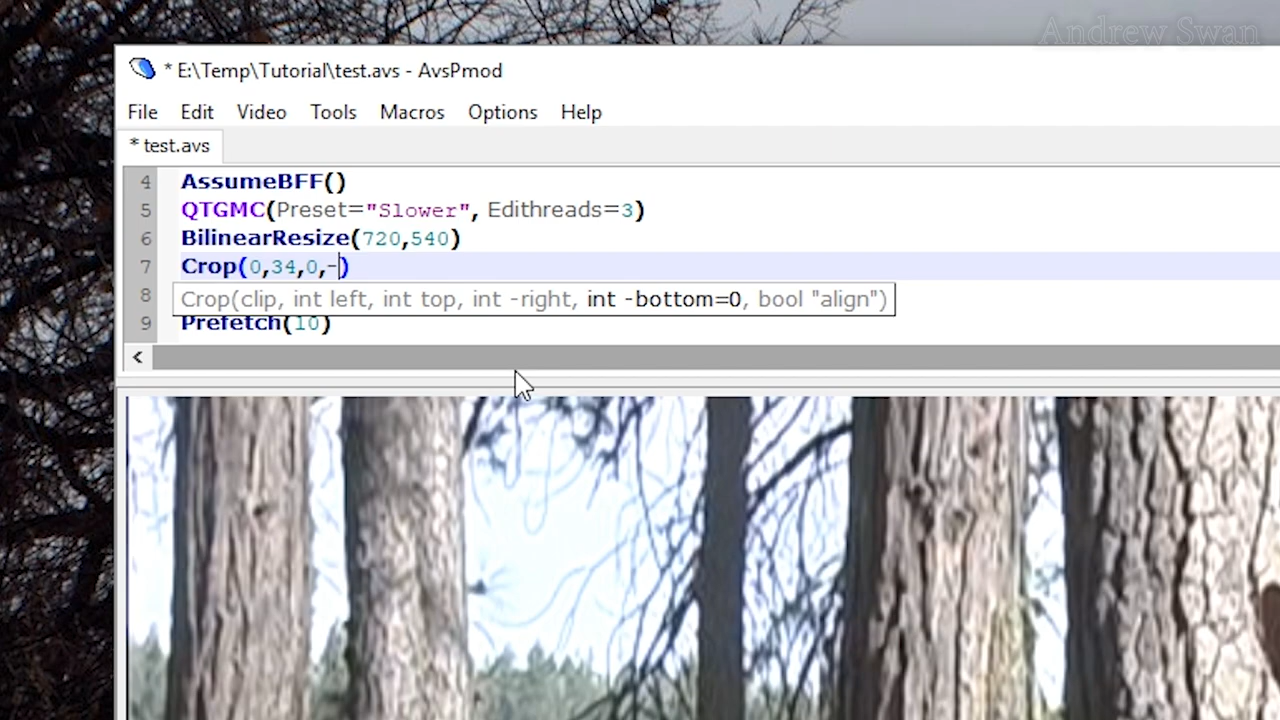 Andrew Swan
* E:\Temp\Tutorial\test.avs - AvsPmod
File Edit Video Tools Macros Options Help
* test.avs
4 AssumeBFF()
5 QTGMC(Preset="Slower", Edithreads=3)
6 BilinearResize(720,540)
7 Crop(0,34,0,-)
8 Crop(clip, int left, int top, int -right, int -bottom=0, bool "align")
9 Prefetch(10)